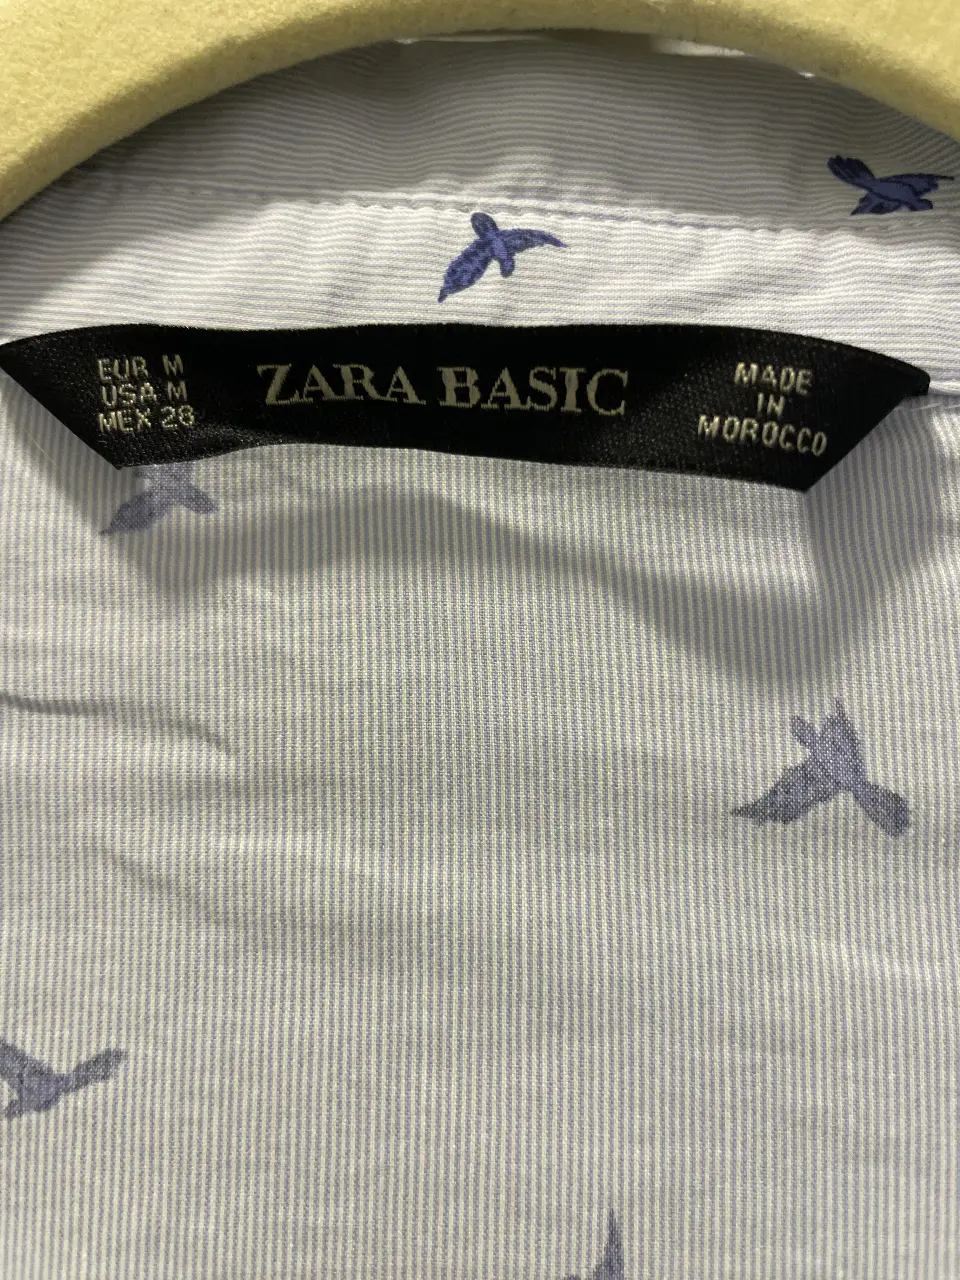 EUR M
USA M
MEX 28
ZARA BASIC
MADE
IN
MOROCCO